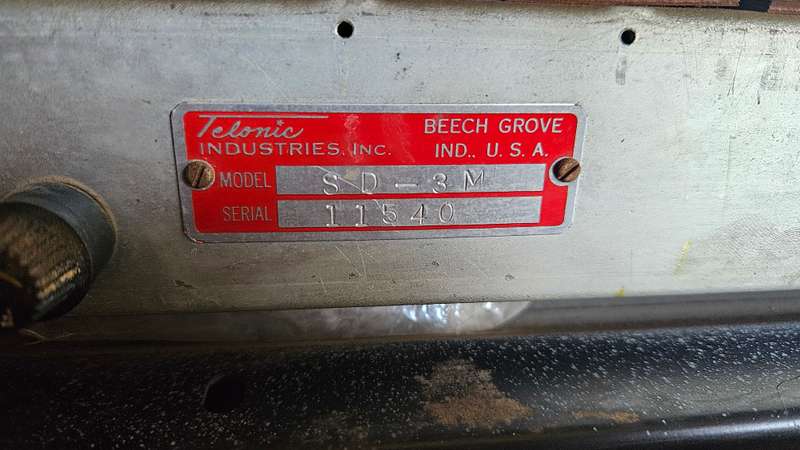 Telonic
INDUSTRIES, INC.
BEECH GROVE
IND., U. S. A.
MODEL SD-3M
SERIAL 11540